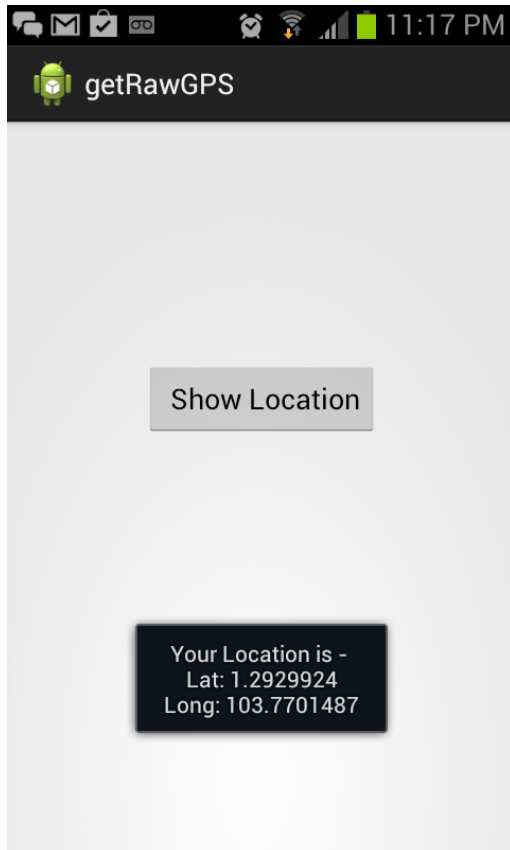 11:17 PM
getRawGPS
Show Location
Your Location is -
Lat: 1.2929924
Long: 103.7701487